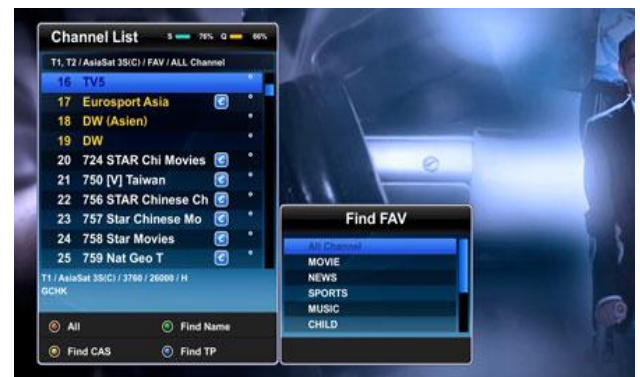 Channel List S 76% Q 66%
T1, T2 / AsiaSat 3S(C) / FAV / ALL Channel
16 TV5
17 Eurosport Asia
18 DW (Asien)
19 DW
20 724 STAR Chi Movies
21 750 [V] Taiwan
22 756 STAR Chinese Ch
23 757 Star Chinese Mo
24 758 Star Movies
25 759 Nat Geo T
T1 / AsiaSat 3S(C) / 3760 / 26000 / H
GCHK
All Find Name
Find CAS Find TP
Find FAV
All Channel
MOVIE
NEWS
SPORTS
MUSIC
CHILD